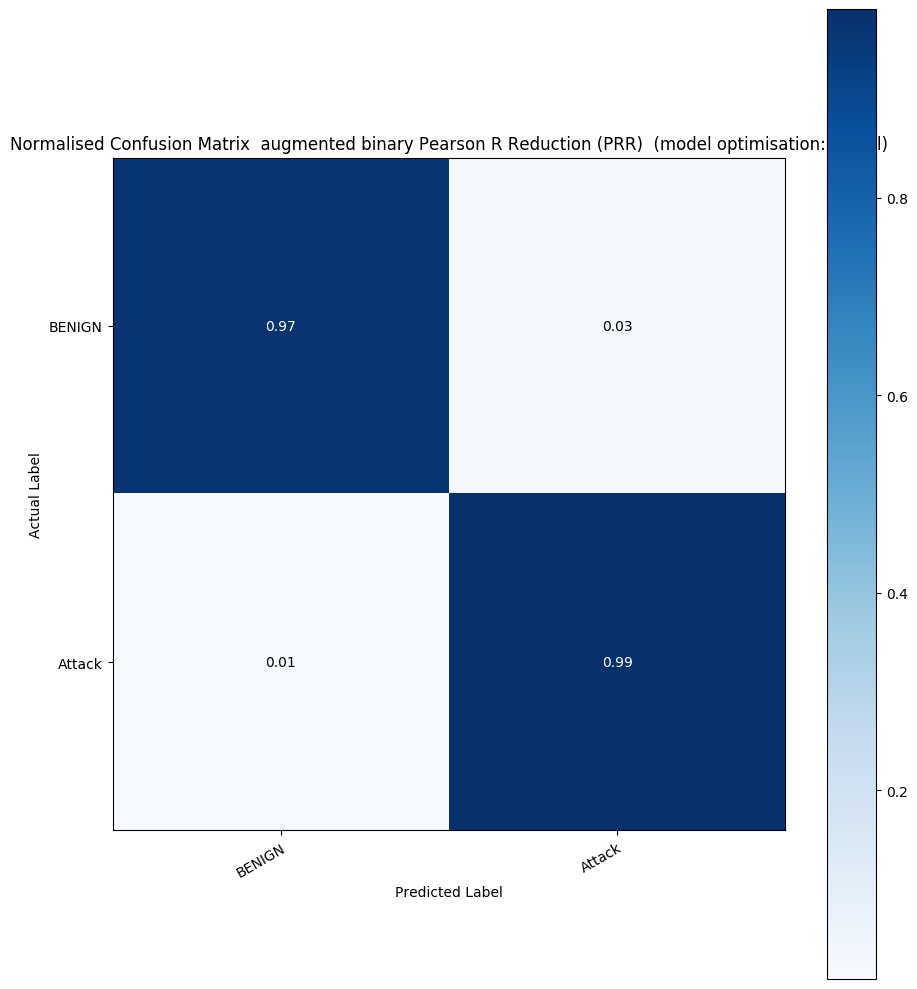 Normalised Confusion Matrix  augmented binary Pearson R Reduction (PRR)  (model optimisation:
0.8
BENIGN
0.97
0.03
0.6
Actual Label
0.4
Attack
0.01
0.99
0.2
BENIGN
Attack
Predicted Label